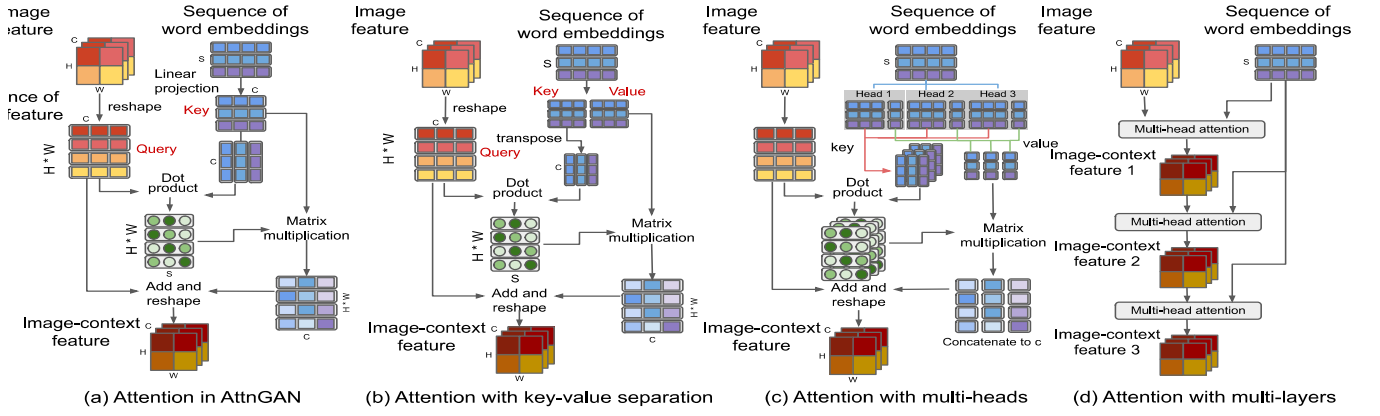 Image
eature
Sequence of
word embeddings
C
H
W
S
reshape
Linear
projection
C
ence of
feature
C
Key
H * W
Query
C
Dot
product
H * W
S
Matrix
multiplication
Add and
reshape
H * W
C
Image-context
feature
C
H
W
(a) Attention in AttnGAN
Image
feature
Sequence of
word embeddings
C
H
W
S
reshape
Key
Value
C
H * W
Query
transpose
C
Dot
product
H * W
S
Matrix
multiplication
Add and
reshape
H * W
C
Image-context
feature
C
H
W
(b) Attention with key-value separation
Image
feature
Sequence of
word embeddings
C
H
W
S
Head 1
Head 2
Head 3
key
value
Dot
product
Matrix
multiplication
Add and
reshape
Concatenate to c
Image-context
feature
C
H
W
(c) Attention with multi-heads
Image
feature
Sequence of
word embeddings
C
H
W
S
Multi-head attention
Image-context
feature 1
Multi-head attention
Image-context
feature 2
Multi-head attention
Image-context
feature 3
(d) Attention with multi-layers